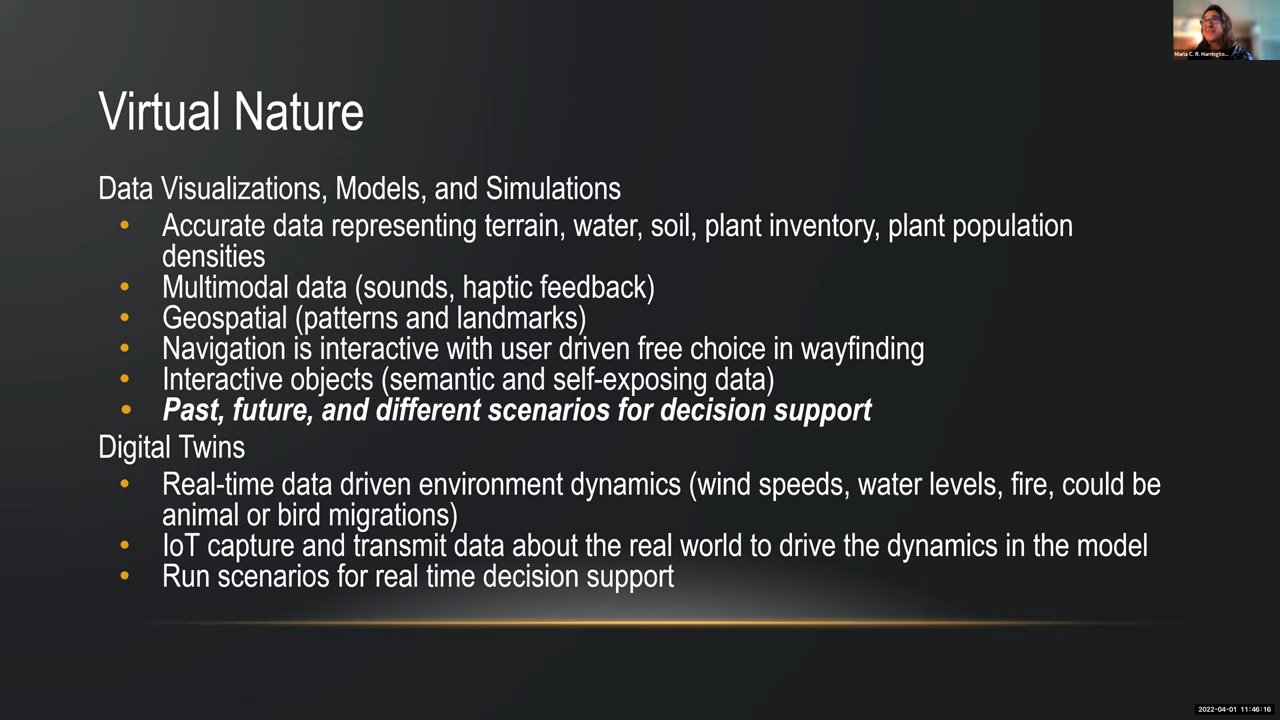 Maria C. R. Harringto...
Virtual Nature
Data Visualizations, Models, and Simulations
• Accurate data representing terrain, water, soil, plant inventory, plant population
densities
• Multimodal data (sounds, haptic feedback)
• Geospatial (patterns and landmarks)
• Navigation is interactive with user driven free choice in wayfinding
• Interactive objects (semantic and self-exposing data)
• Past, future, and different scenarios for decision support
Digital Twins
• Real-time data driven environment dynamics (wind speeds, water levels, fire, could be
animal or bird migrations)
• IoT capture and transmit data about the real world to drive the dynamics in the model
• Run scenarios for real time decision support
2022-04-01 11:46:16